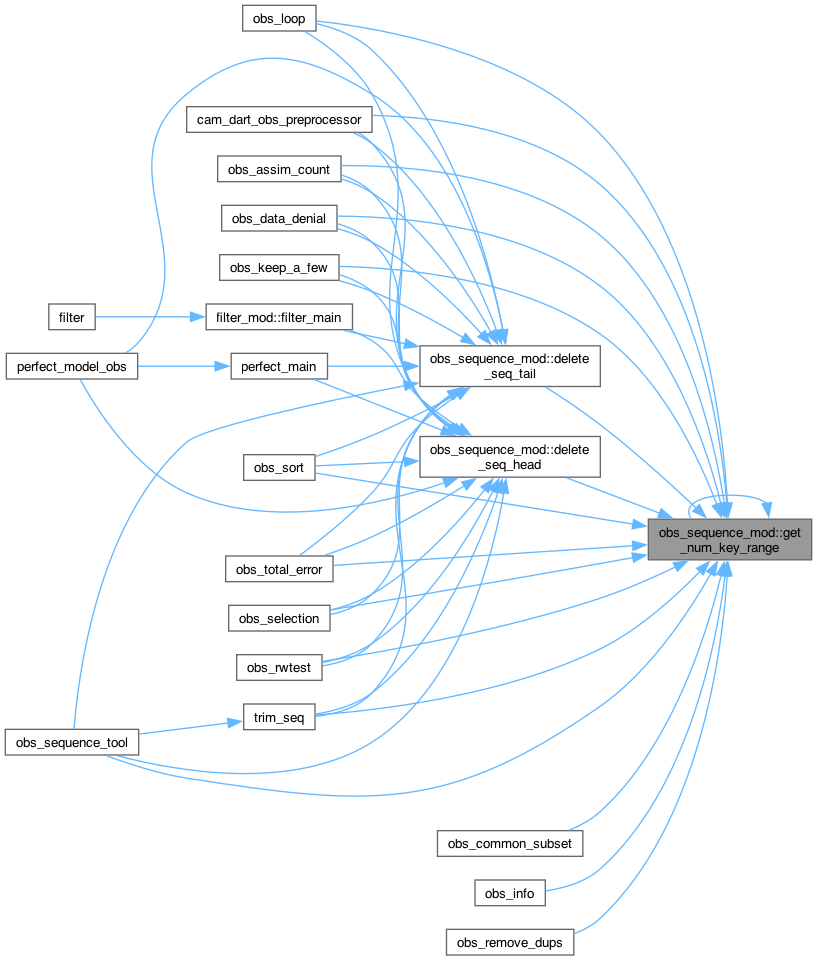 obs_loop
cam_dart_obs_preprocessor
obs_assim_count
obs_data_denial
obs_keep_a_few
filter
filter_mod::filter_main
perfect_model_obs
perfect_main
obs_sequence_mod::delete
_seq_tail
obs_sort
obs_sequence_mod::delete
_seq_head
obs_sequence_mod::get
_num_key_range
obs_total_error
obs_selection
obs_rwtest
trim_seq
obs_sequence_tool
obs_common_subset
obs_info
obs_remove_dups